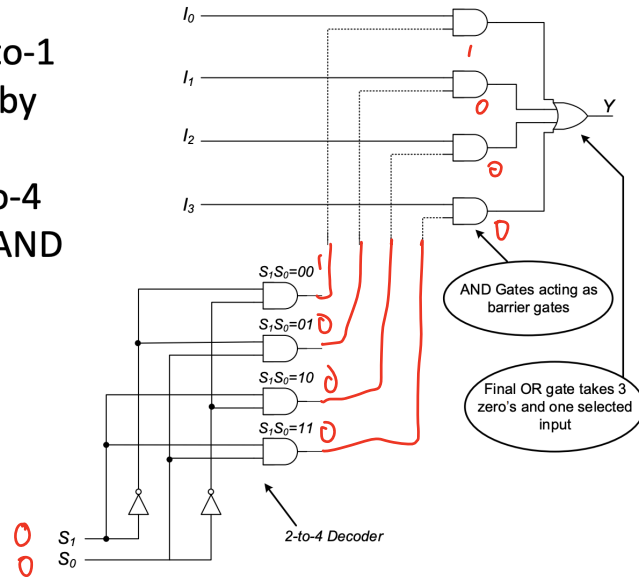 I0
to-1
1
by
I1
0
Y
I2
0
o-4
AND
I3
0
S1S0=00 1
AND Gates acting as
barrier gates
S1S0=01 0
S1S0=10 0
Final OR gate takes 3
zero's and one selected
input
S1S0=11 0
2-to-4 Decoder
0 S1
0 S0